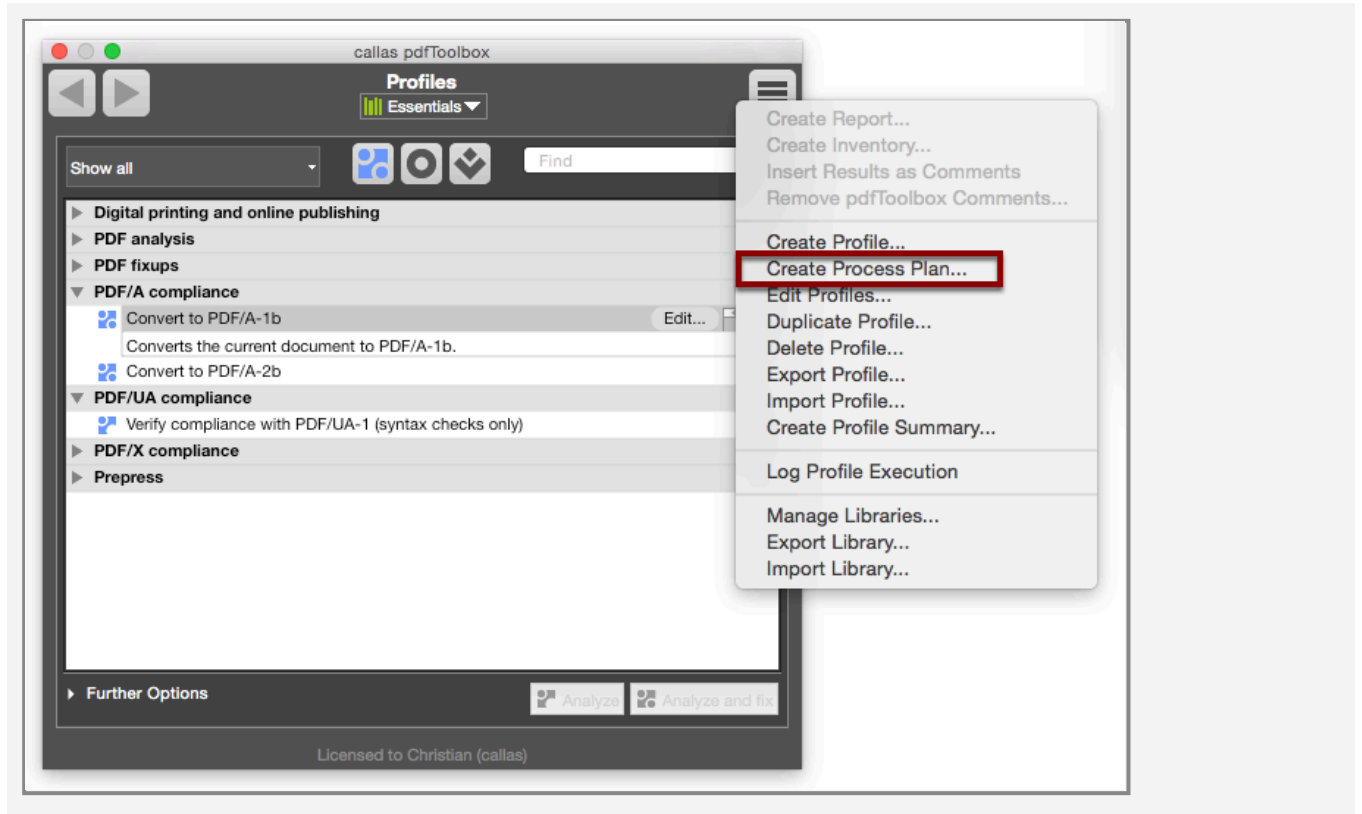 callas pdfToolbox
Profiles
Essentials
Show all
Find
Digital printing and online publishing
PDF analysis
PDF fixups
PDF/A compliance
Convert to PDF/A-1b
Edit...
Converts the current document to PDF/A-1b.
Convert to PDF/A-2b
PDF/UA compliance
Verify compliance with PDF/UA-1 (syntax checks only)
PDF/X compliance
Prepress
Further Options
Analyze
Analyze and fix
Licensed to Christian (callas)
Create Report...
Create Inventory...
Insert Results as Comments
Remove pdfToolbox Comments...
Create Profile...
Create Process Plan...
Edit Profiles...
Duplicate Profile...
Delete Profile...
Export Profile...
Import Profile...
Create Profile Summary...
Log Profile Execution
Manage Libraries...
Export Library...
Import Library...